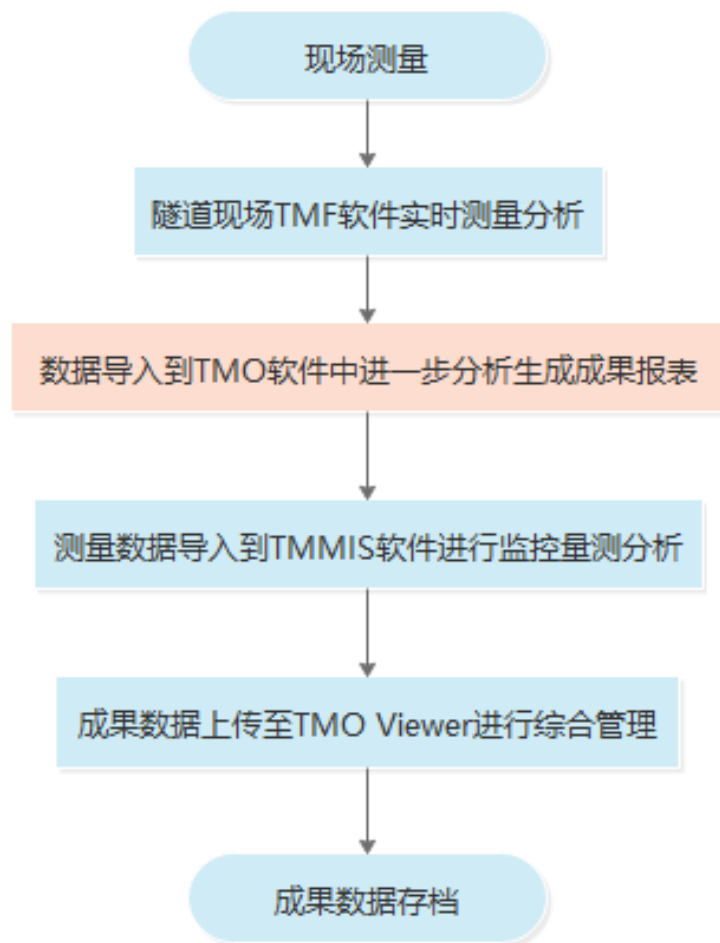 现场测量
隧道现场TMF软件实时测量分析
数据导入到TMO软件中进一步分析生成成果报表
测量数据导入到TMMIS软件进行监控量测分析
成果数据上传至TMO Viewer进行综合管理
成果数据存档